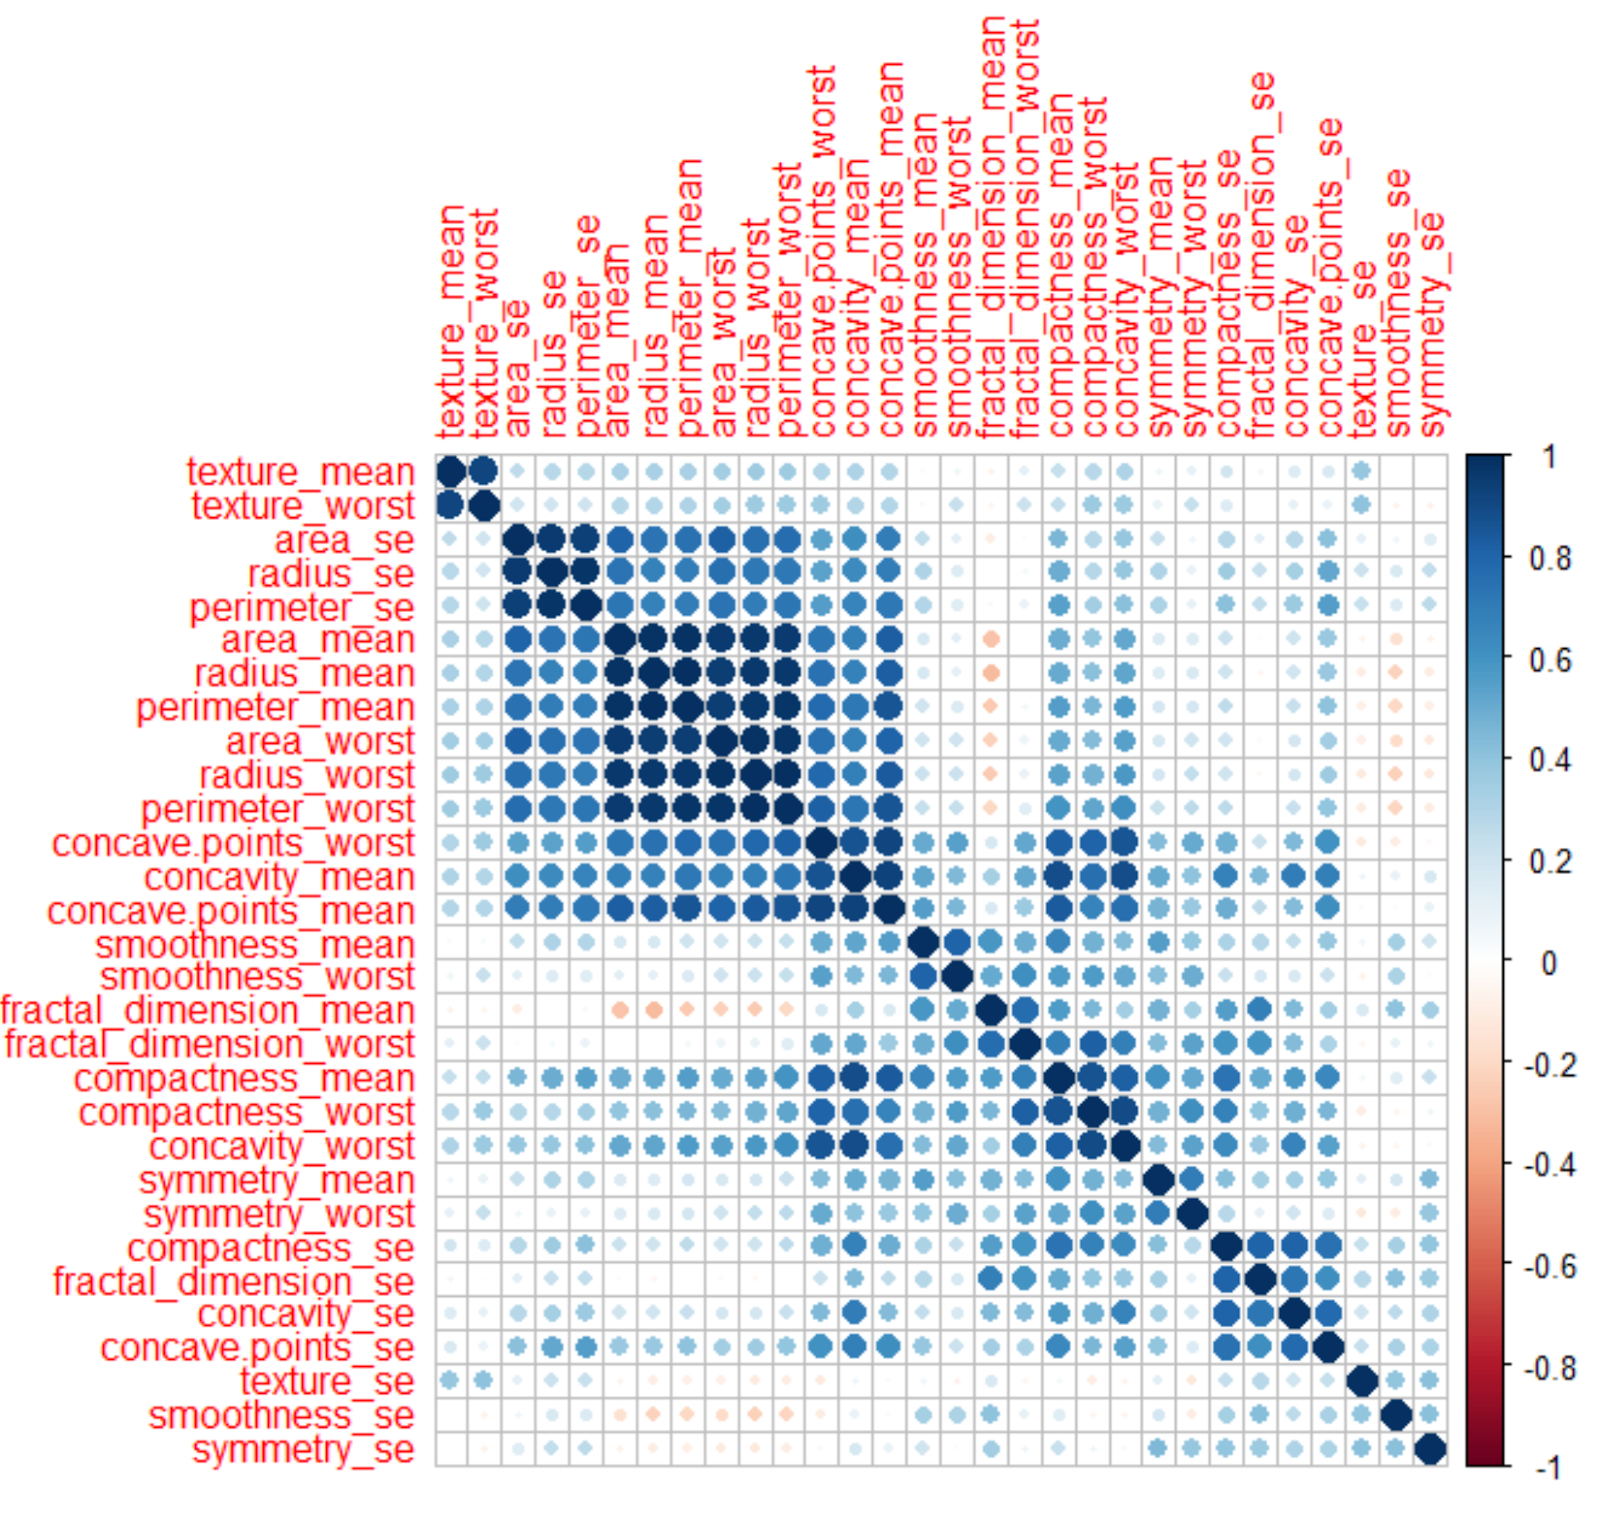 texture_mean
texture_worst
area_se
radius_se
perimeter_se
area_mean
radius_mean
perimeter_mean
area_worst
radius_worst
perimeter_worst
concave.points_worst
concavity_mean
concave.points_mean
smoothness_mean
smoothness_worst
fractal_dimension_mean
fractal_dimension_worst
compactness_mean
compactness_worst
concavity_worst
symmetry_mean
symmetry_worst
compactness_se
fractal_dimension_se
concavity_se
concave.points_se
texture_se
smoothness_se
symmetry_se
texture_mean
texture_worst
area_se
radius_se
perimeter_se
area_mean
radius_mean
perimeter_mean
area_worst
radius_worst
perimeter_worst
concave.points_worst
concavity_mean
concave.points_mean
smoothness_mean
smoothness_worst
fractal_dimension_mean
fractal_dimension_worst
compactness_mean
compactness_worst
concavity_worst
symmetry_mean
symmetry_worst
compactness_se
fractal_dimension_se
concavity_se
concave.points_se
texture_se
smoothness_se
symmetry_se
1
0.8
0.6
0.4
0.2
0
-0.2
-0.4
-0.6
-0.8
-1